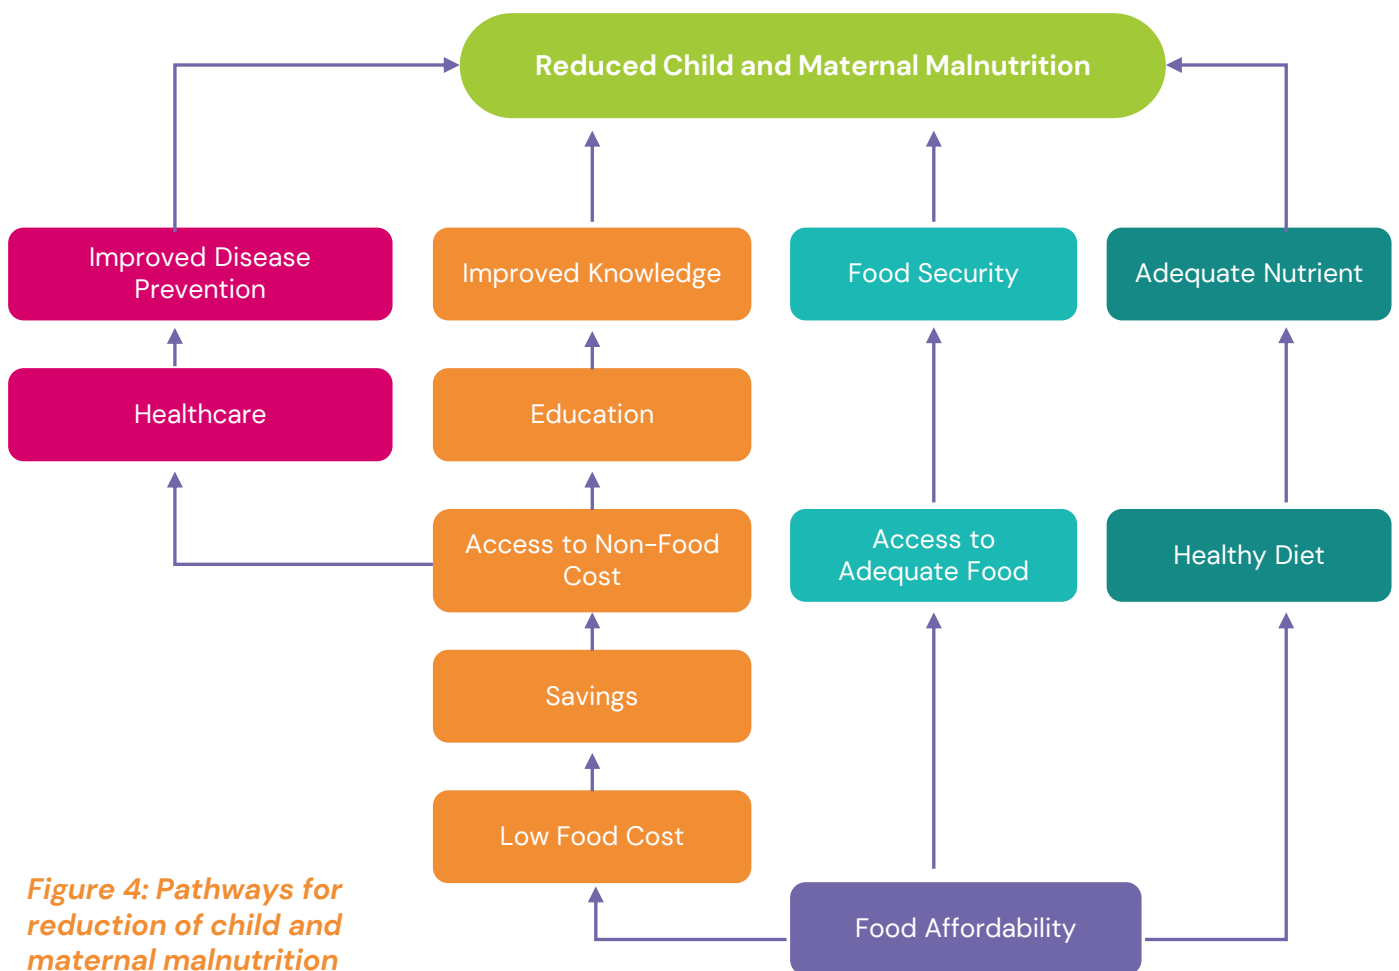 Reduced Child and Maternal Malnutrition
Improved Disease
Prevention
Improved Knowledge
Food Security
Adequate Nutrient
Healthcare
Education
Access to Non-Food
Cost
Access to
Adequate Food
Healthy Diet
Savings
Low Food Cost
Food Affordability
Figure 4: Pathways for
reduction of child and
maternal malnutrition